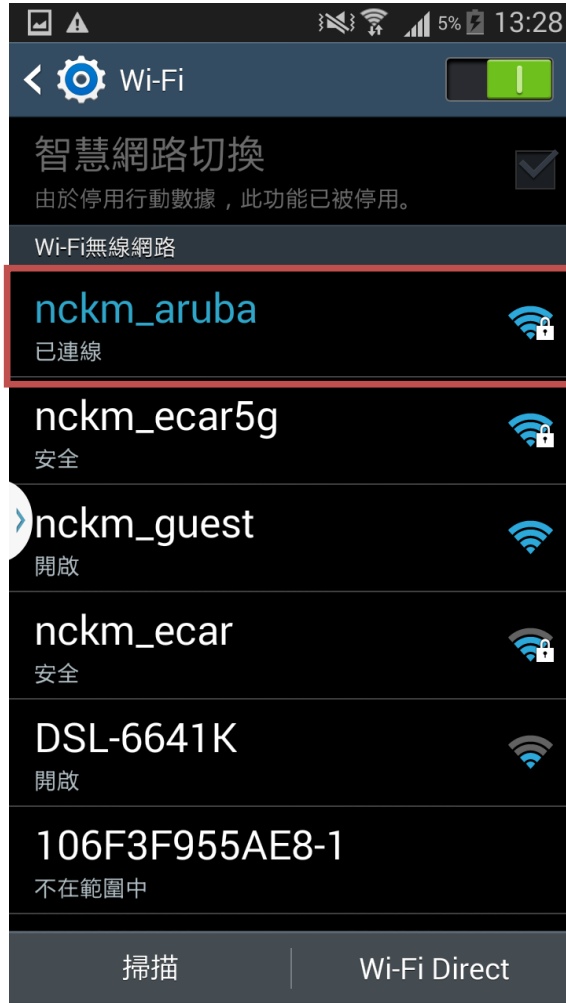 5% 13:28
Wi-Fi
智慧網路切換
由於停用行動數據，此功能已被停用。
Wi-Fi無線網路
nckm_aruba
已連線
nckm_ecar5g
安全
nckm_guest
開啟
nckm_ecar
安全
DSL-6641K
開啟
106F3F955AE8-1
不在範圍中
掃描 Wi-Fi Direct